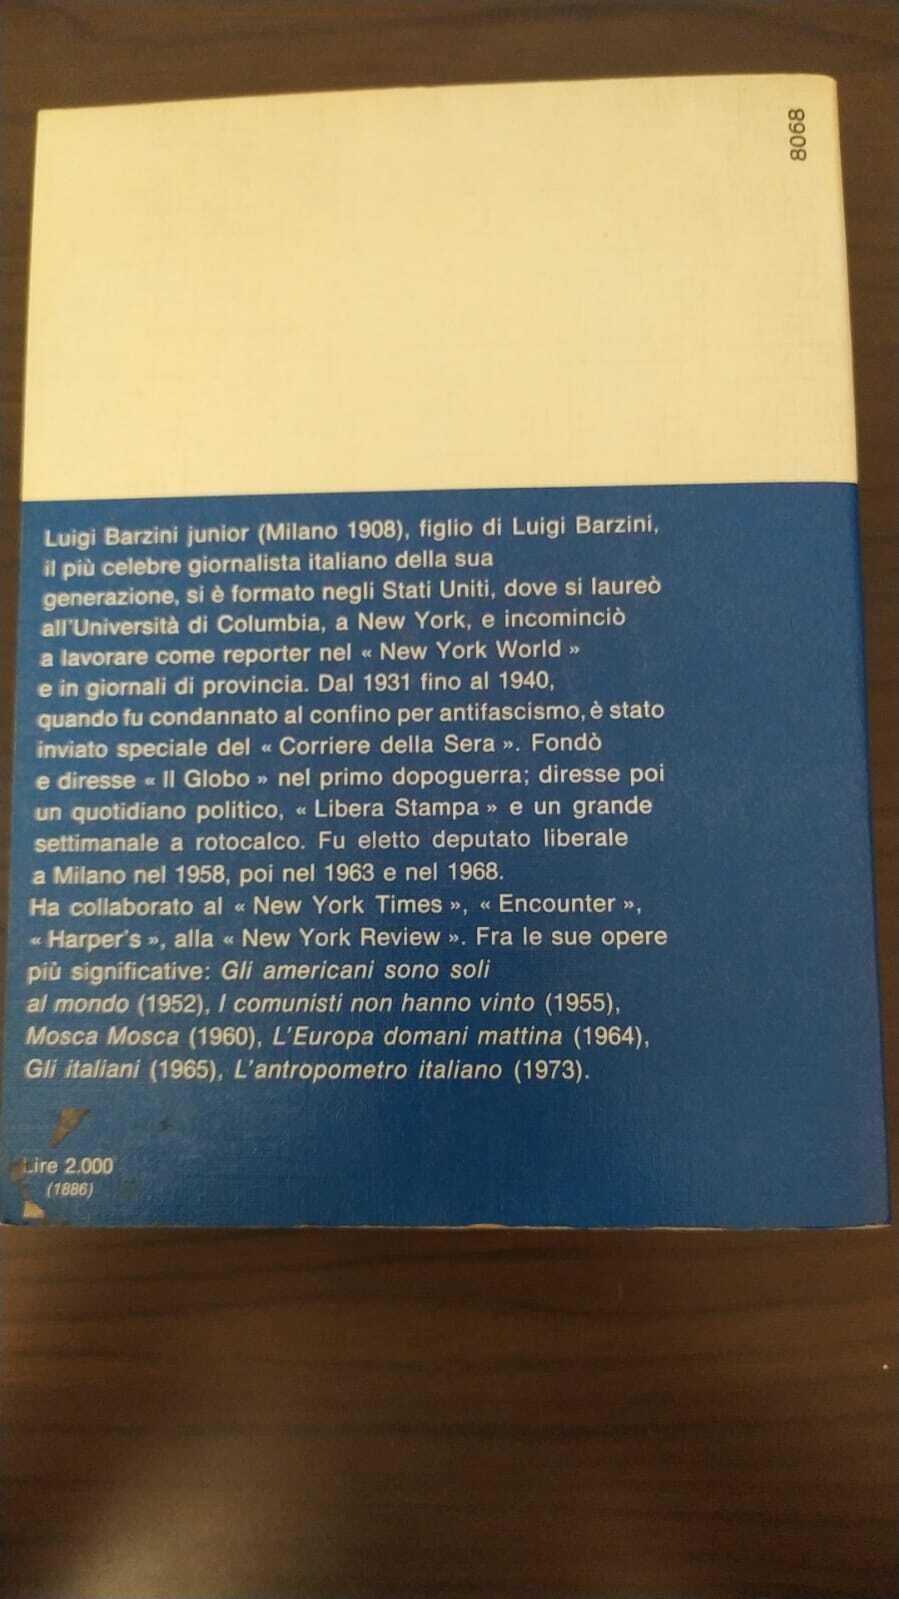 8068
Luigi Barzini junior (Milano 1908), figlio di Luigi Barzini,
il più celebre giornalista italiano della sua
generazione, si è formato negli Stati Uniti, dove si laureò
all'Università di Columbia, a New York, e incominciò
a lavorare come reporter nel « New York World »
e in giornali di provincia. Dal 1931 fino al 1940,
quando fu condannato al confino per antifascismo, è stato
inviato speciale del « Corriere della Sera ». Fondò
e diresse « Il Globo » nel primo dopoguerra; diresse poi
un quotidiano politico, « Libera Stampa » e un grande
settimanale a rotocalco. Fu eletto deputato liberale
a Milano nel 1958, poi nel 1963 e nel 1968.
Ha collaborato al « New York Times », « Encounter »,
« Harper's », alla « New York Review ». Fra le sue opere
più significative: Gli americani sono soli
al mondo (1952), I comunisti non hanno vinto (1955),
Mosca Mosca (1960), L'Europa domani mattina (1964),
Gli italiani (1965), L'antropometro italiano (1973).
Lire 2.000
(1886)